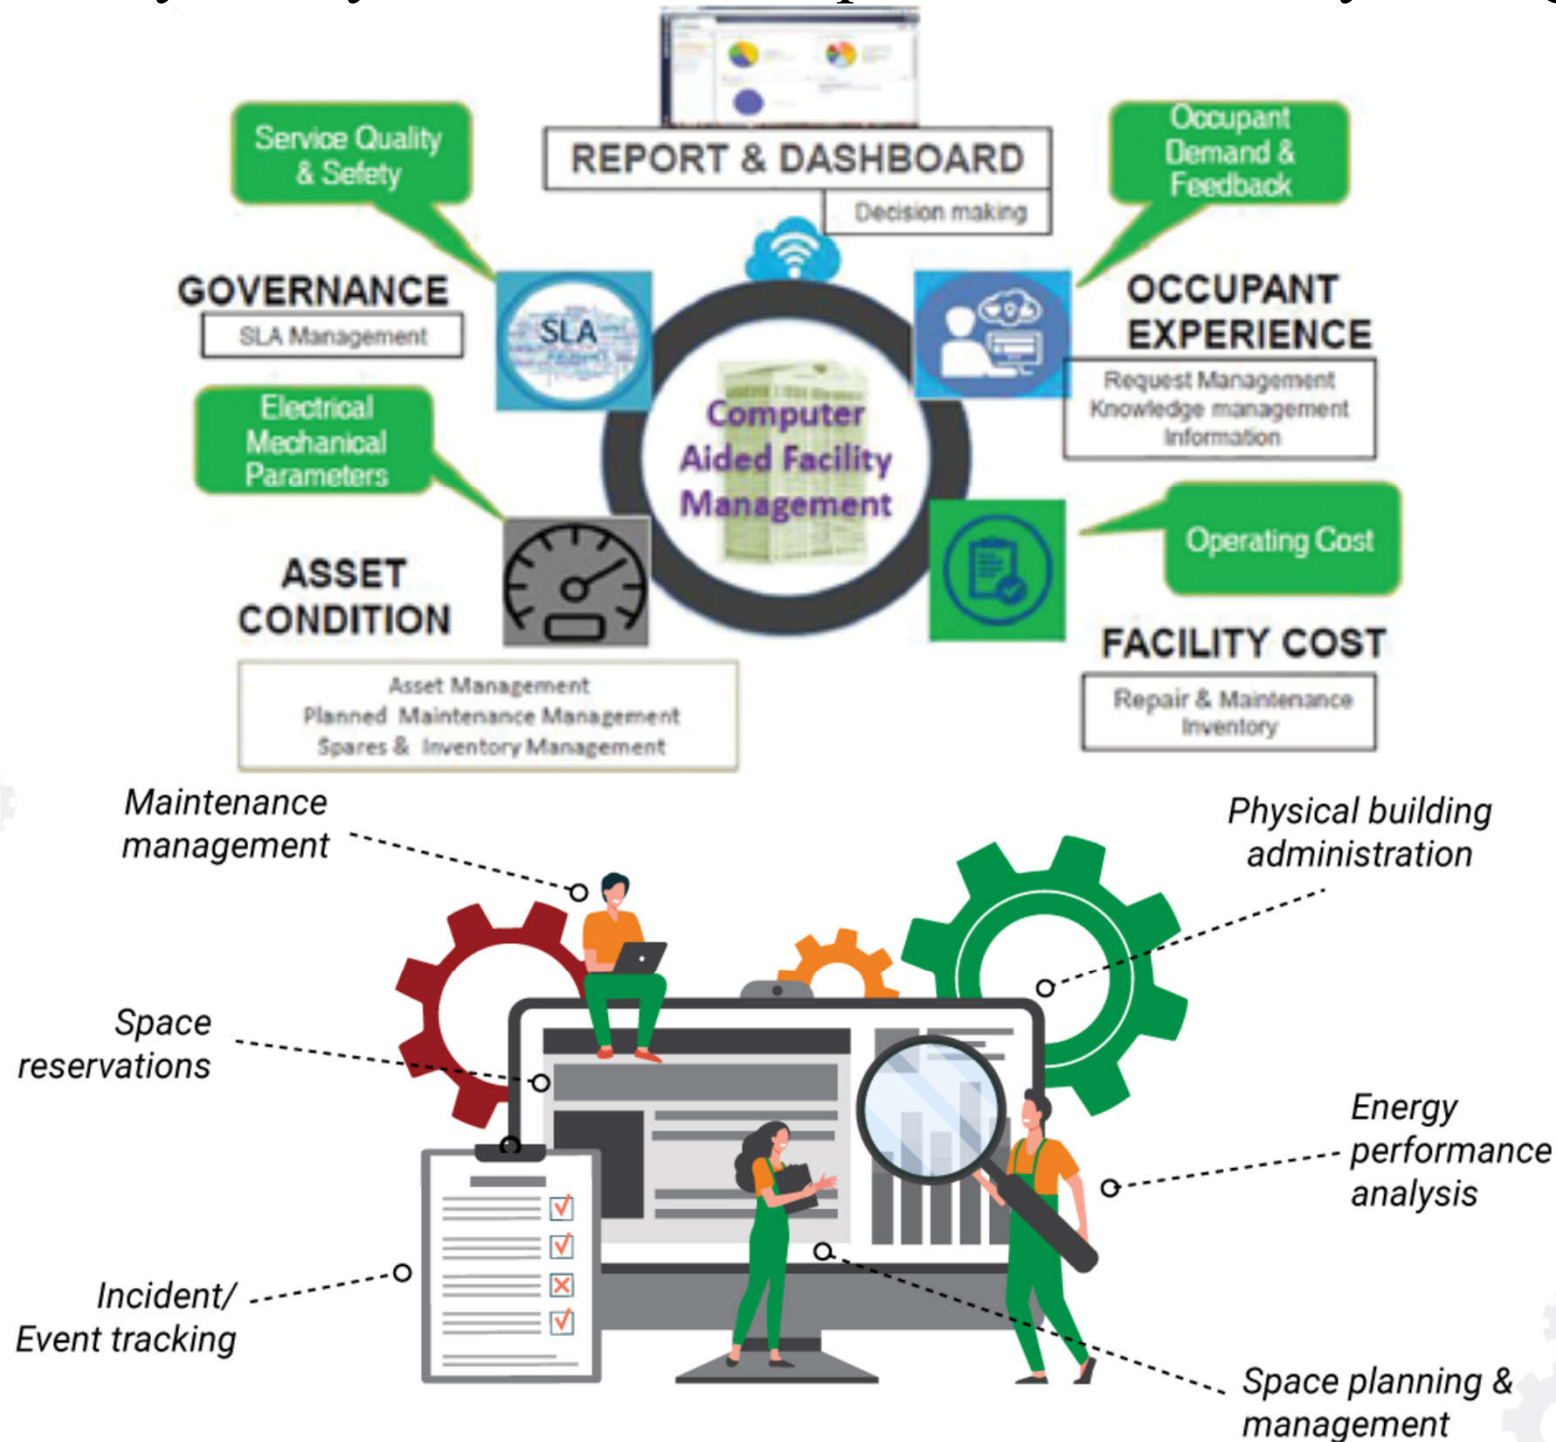 REPORT & DASHBOARD
Decision making
Service Quality
& Sefety
Occupant
Demand &
Feedback
GOVERNANCE
SLA Management
SLA
OCCUPANT
EXPERIENCE
Request Management
Knowledge management
Information
Electrical
Mechanical
Parameters
Computer
Aided Facility
Management
Operating Cost
ASSET
CONDITION
Asset Management
Planned Maintenance Management
Spares & Inventory Management
FACILITY COST
Repair & Maintenance
Inventory
Maintenance
management
Physical building
administration
Space
reservations
Energy
performance
analysis
Incident/
Event tracking
Space planning &
management